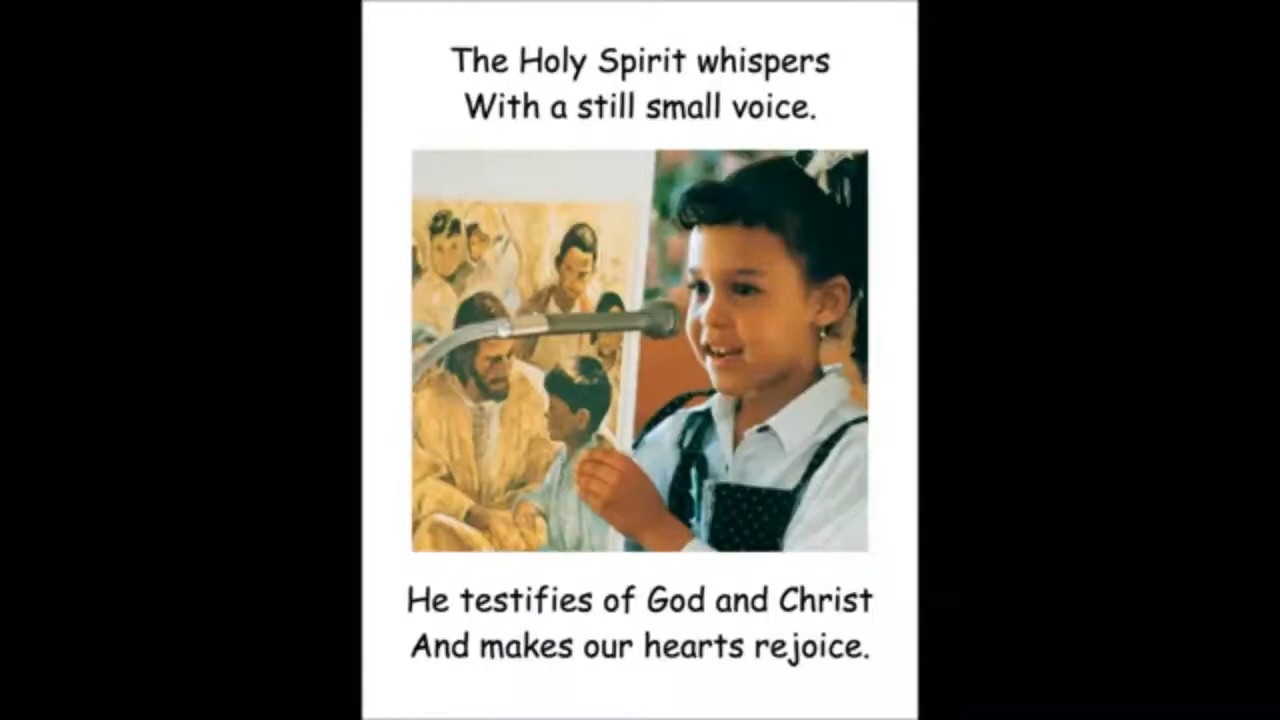 The Holy Spirit whispers
With a still small voice.
He testifies of God and Christ
And makes our hearts rejoice.